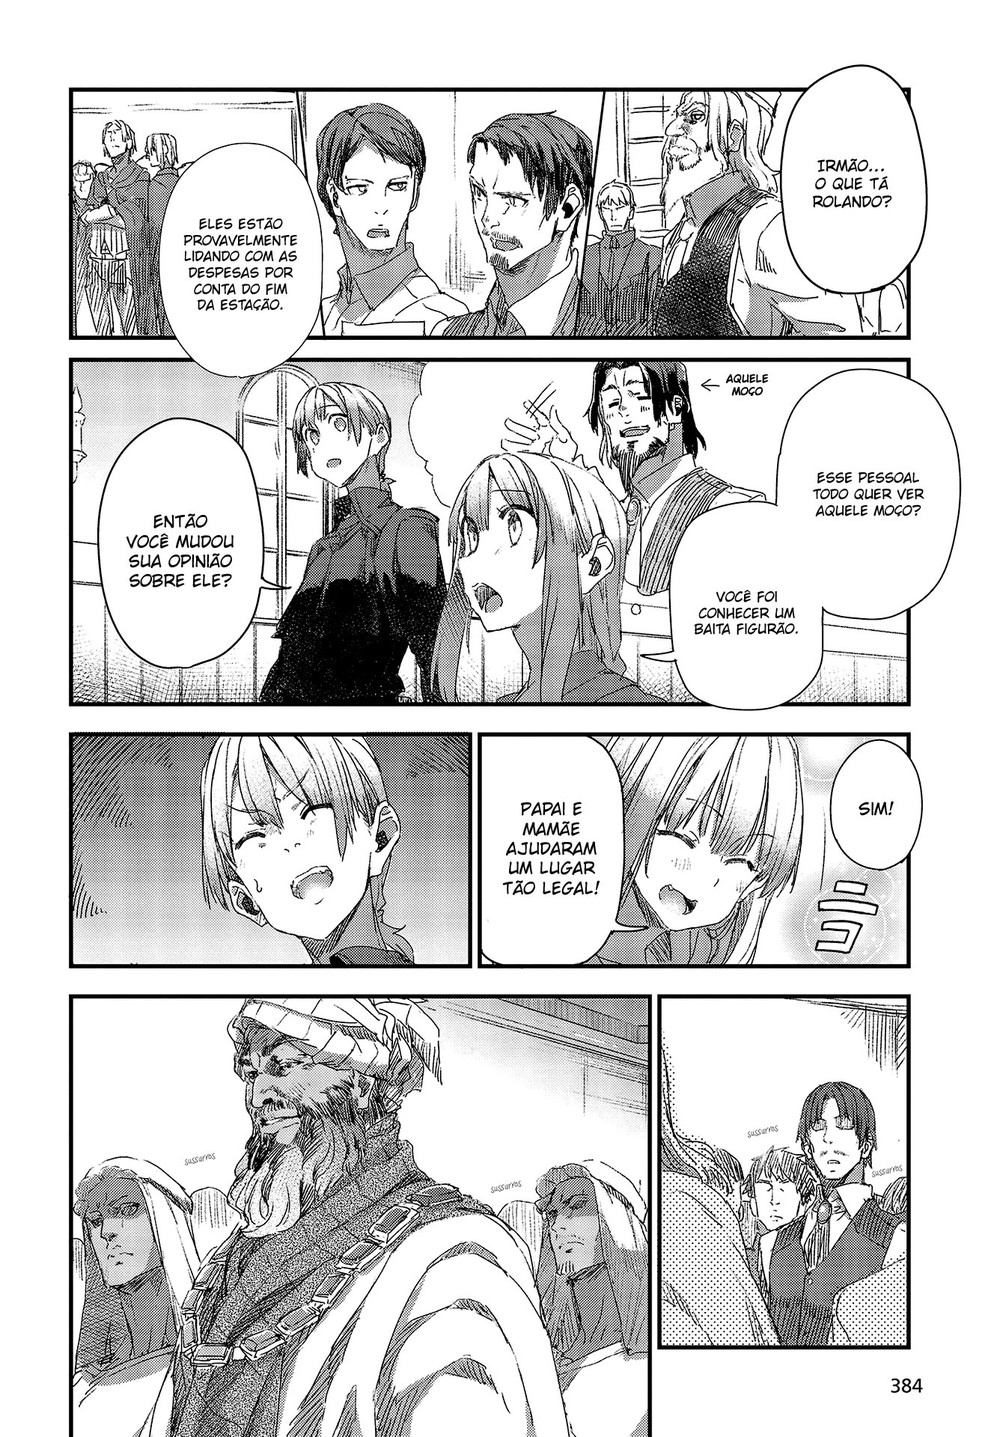 IRMÃO...
O QUE TÁ
ROLANDO?
ELES ESTÃO
PROVAVELMENTE
LIDANDO COM AS
DESPESAS POR
CONTA DO FIM
DA ESTAÇÃO.
← AQUELE
MOÇO
ESSE PESSOAL
TODO QUER VER
AQUELE MOÇO?
VOCÊ FOI
CONHECER UM
BAITA FIGURÃO.
ENTÃO
VOCÊ MUDOU
SUA OPINIÃO
SOBRE ELE?
SIM!
PAPAI E
MAMÃE
AJUDARAM
UM LUGAR
TÃO LEGAL!
sussurros
sussurros
sussurros
sussurros
384